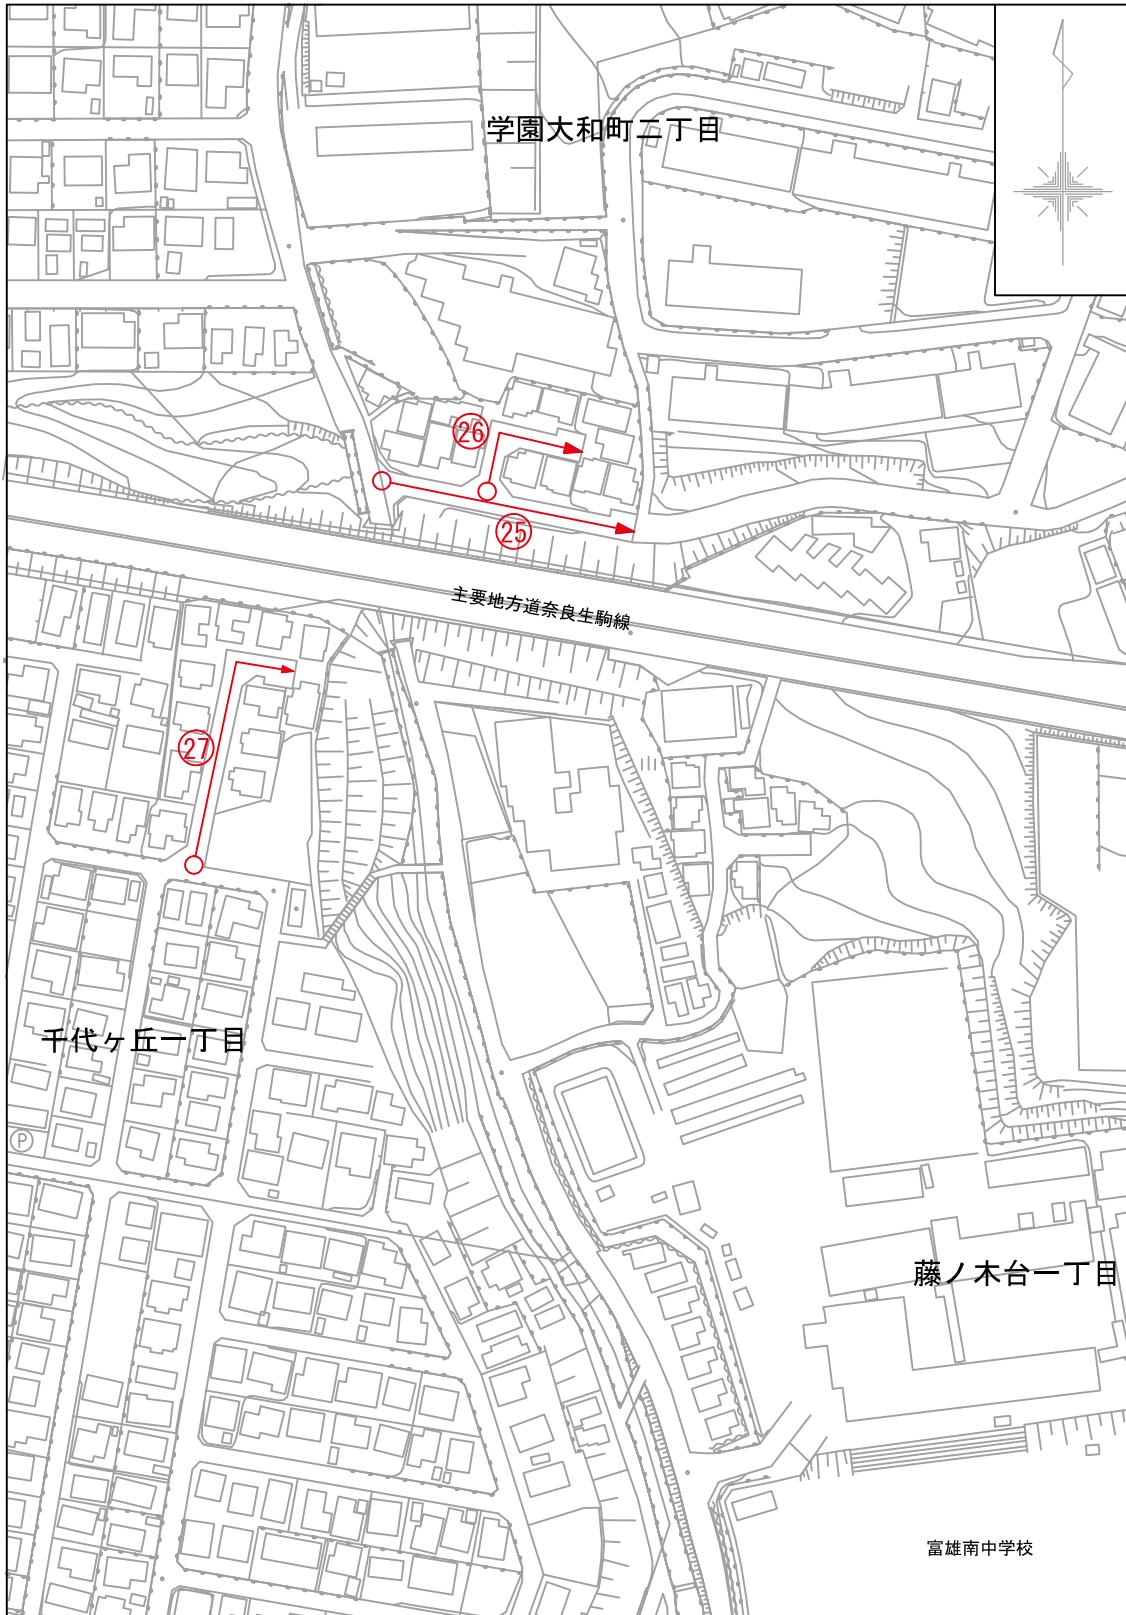 学園大和町二丁目
26
25
主要地方道奈良生駒線
27
千代ヶ丘一丁目
P
藤ノ木台一丁目
富雄南中学校